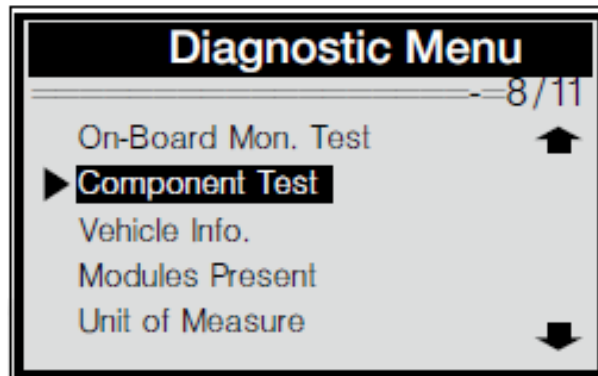 Diagnostic Menu
8/11
On-Board Mon. Test
Component Test
Vehicle Info.
Modules Present
Unit of Measure